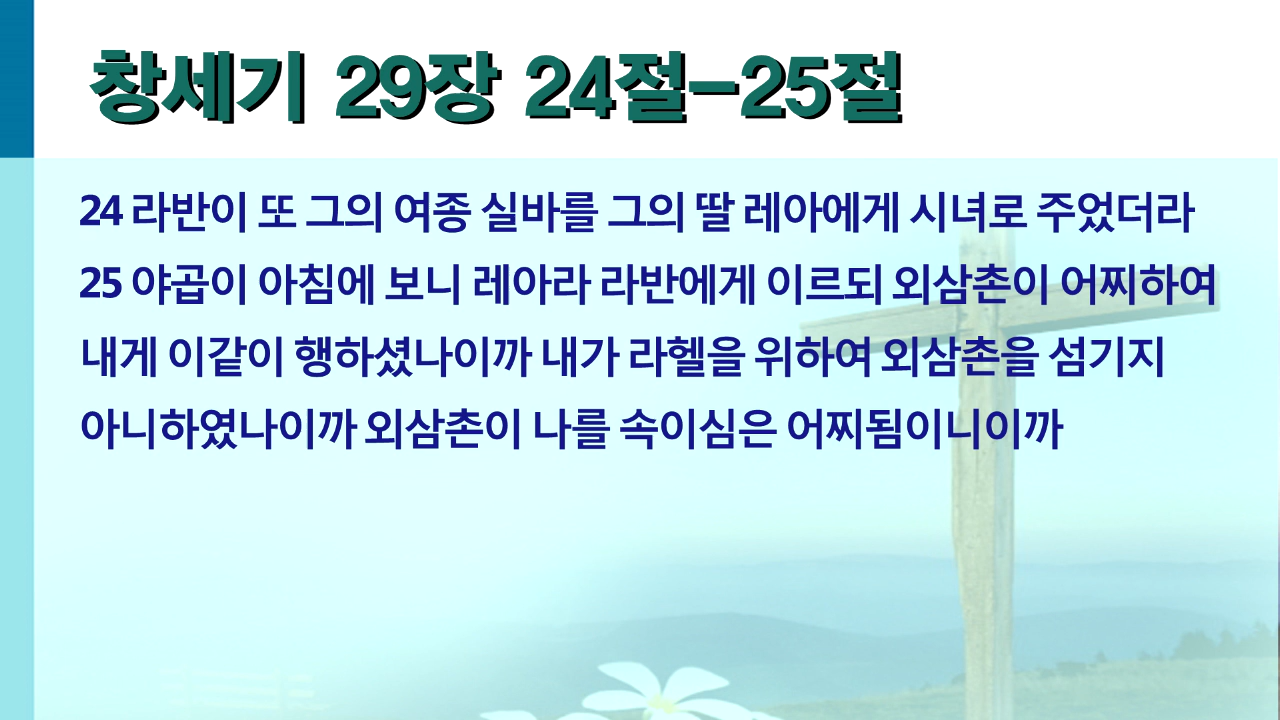 창세기 29장 24절-25절
24 라반이 또 그의 여종 실바를 그의 딸 레아에게 시녀로 주었더라
25 야곱이 아침에 보니 레아라 라반에게 이르되 외삼촌이 어찌하여
내게 이같이 행하셨나이까 내가 라헬을 위하여 외삼촌을 섬기지
아니하였나이까 외삼촌이 나를 속이심은 어찌됨이니이까